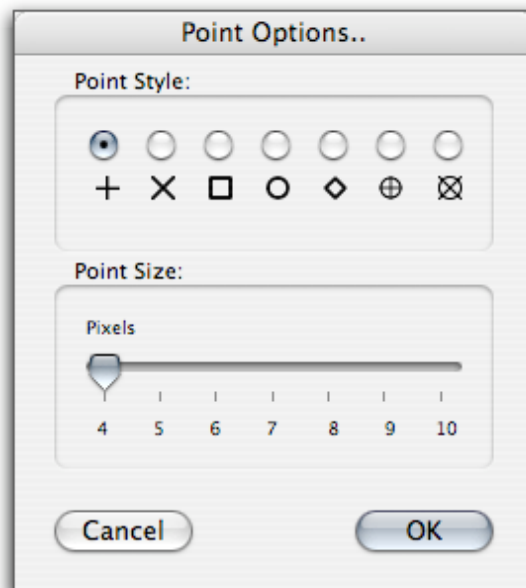 Point Options..
Point Style:
Point Size:
Pixels
4 5 6 7 8 9 10
Cancel OK